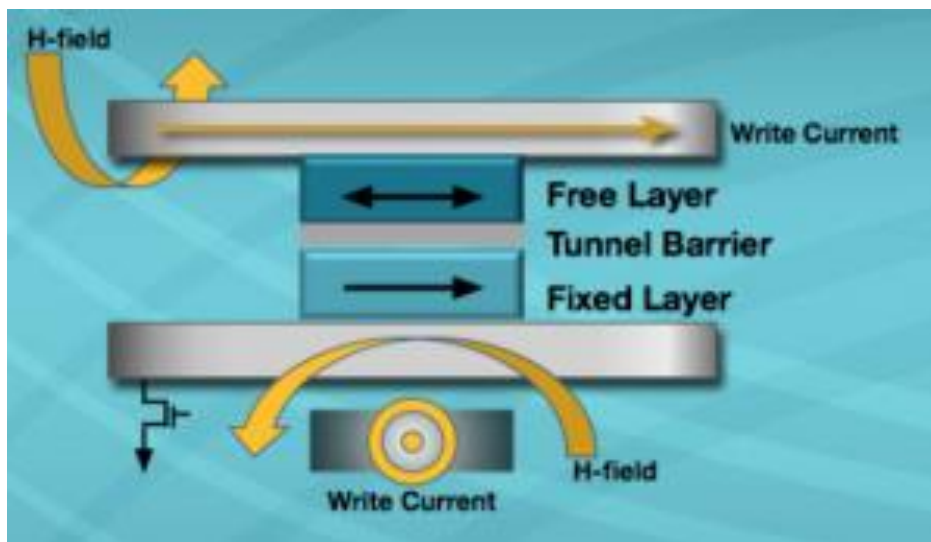 H-field
Write Current
Free Layer
Tunnel Barrier
Fixed Layer
H-field
Write Current